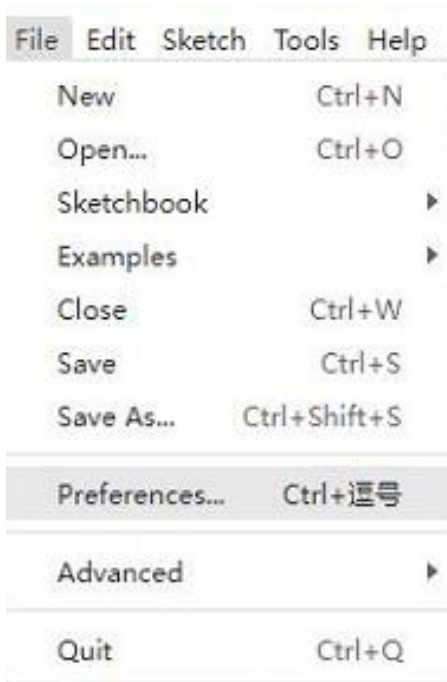 File Edit Sketch Tools Help
New Ctrl+N
Open... Ctrl+O
Sketchbook
Examples
Close Ctrl+W
Save Ctrl+S
Save As... Ctrl+Shift+S
Preferences... Ctrl+逗号
Advanced
Quit Ctrl+Q